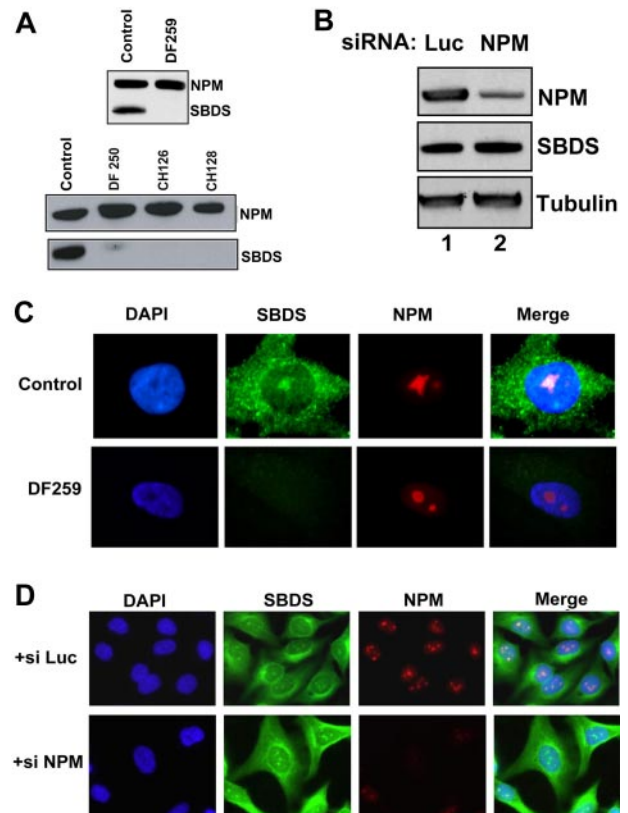 A
Control
DF259
NPM
SBDS
Control
DF 250
CH126
CH128
NPM
SBDS
B
siRNA: Luc NPM
NPM
SBDS
Tubulin
1 2
C
DAPI SBDS NPM Merge
Control
DF259
D
DAPI SBDS NPM Merge
+si Luc
+si NPM